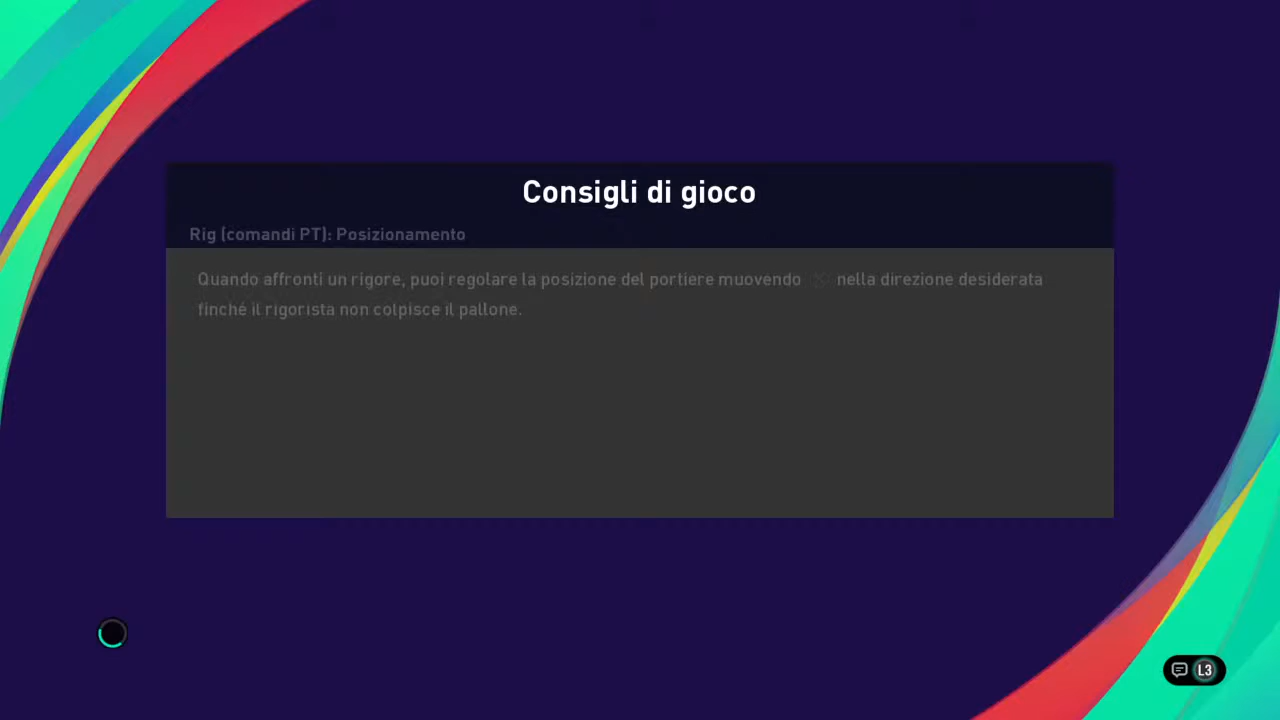 Consigli di gioco
Rig (comandi PT): Posizionamento
Quando affronti un rigore, puoi regolare la posizione del portiere muovendo nella direzione desiderata
finché il rigorista non colpisce il pallone.
L3